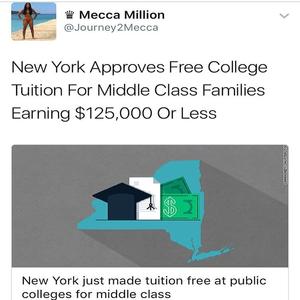 ♛ Mecca Million
@Journey2Mecca
New York Approves Free College
Tuition For Middle Class Families
Earning $125,000 Or Less
$
New York just made tuition free at public
colleges for middle class